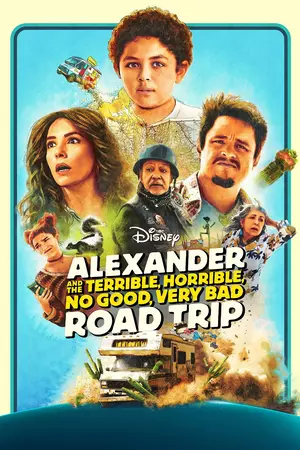 Disney
ALEXANDER
AND THE TERRIBLE, HORRIBLE,
NO GOOD, VERY BAD
ROAD TRIP